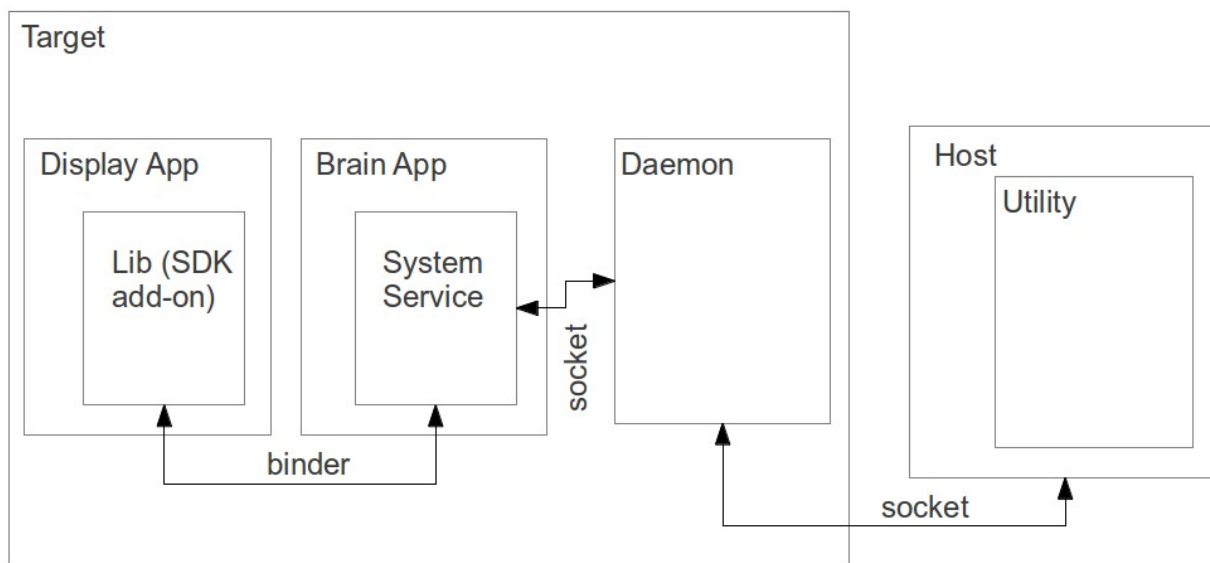 Target
Display App
Brain App
Daemon
Host
Utility
Lib (SDK
add-on)
System
Service
socket
binder
socket